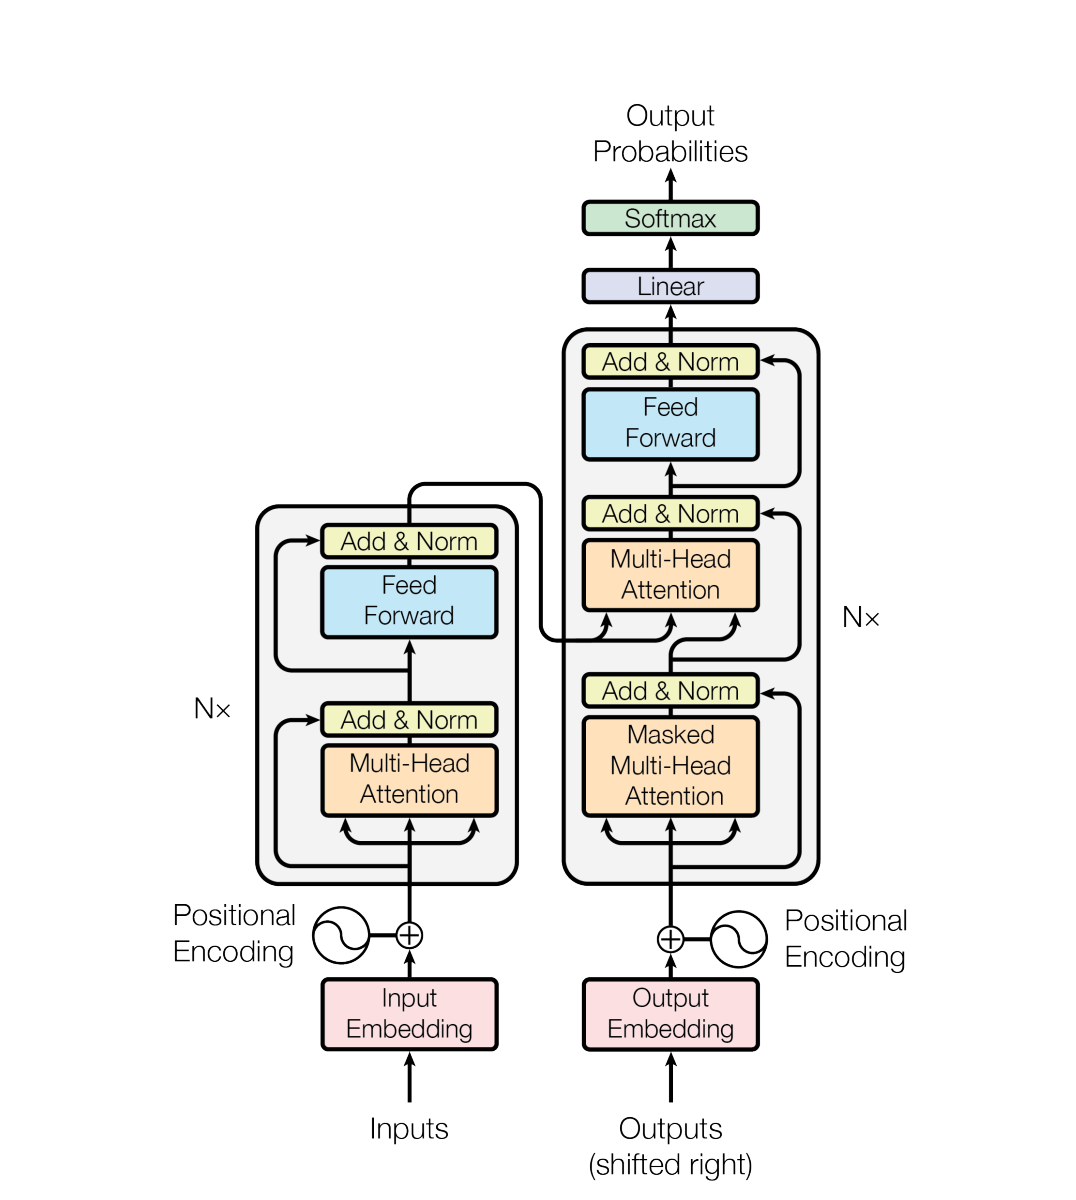 Output
Probabilities
Softmax
Linear
Add & Norm
Feed
Forward
Add & Norm
Multi-Head
Attention
Nx
Add & Norm
Masked
Multi-Head
Attention
Add & Norm
Feed
Forward
Nx
Add & Norm
Multi-Head
Attention
Positional
Encoding
Positional
Encoding
Input
Embedding
Output
Embedding
Inputs
Outputs
(shifted right)